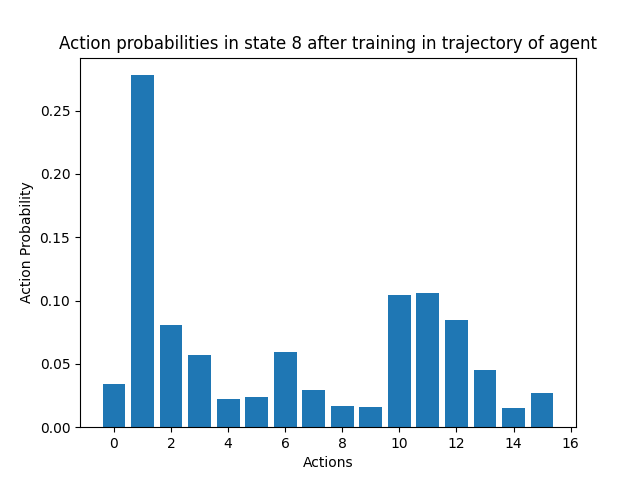 Action probabilities in state 8 after training in trajectory of agent
0.25
0.20
0.15
0.10
0.05
0.00
Action Probability
0 2 4 6 8 10 12 14 16
Actions